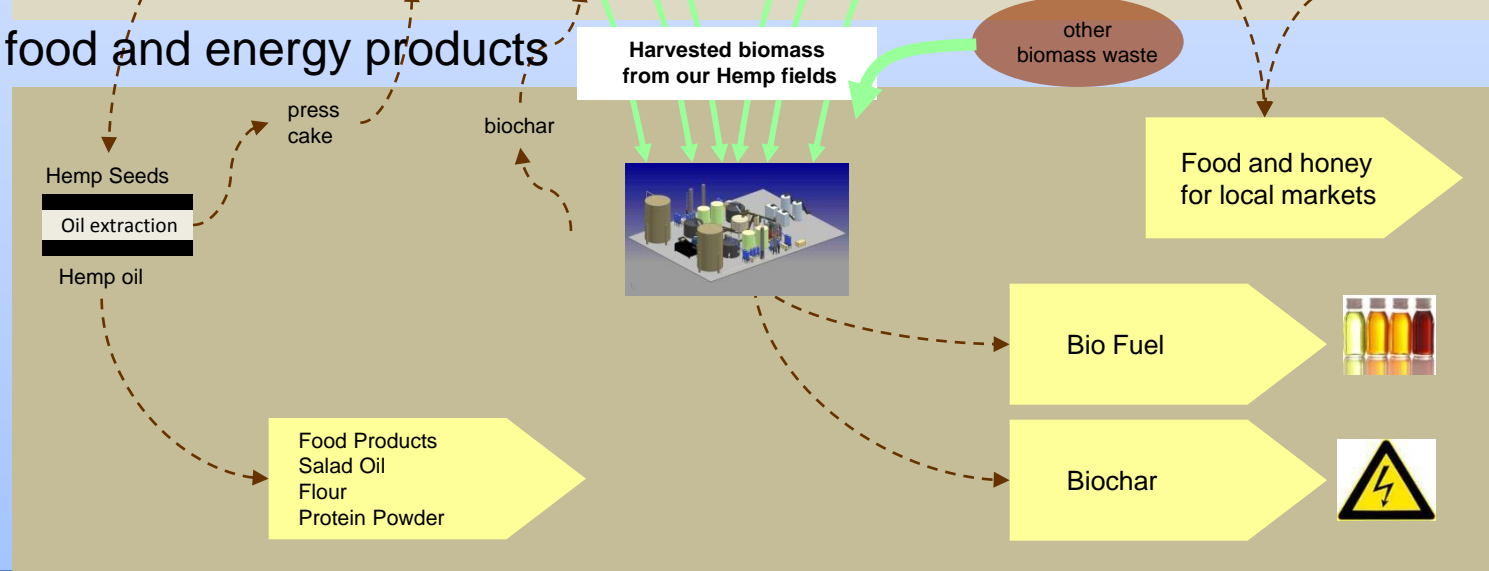 food and energy products
Harvested biomass
from our Hemp fields
other
biomass waste
press
cake
biochar
Hemp Seeds
Oil extraction
Hemp oil
Food and honey
for local markets
Bio Fuel
Food Products
Salad Oil
Flour
Protein Powder
Biochar